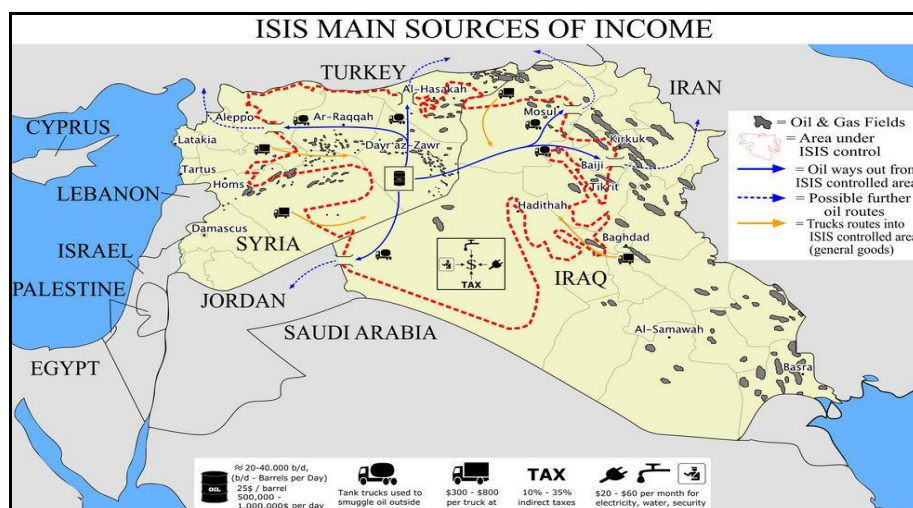 ISIS MAIN SOURCES OF INCOME
TURKEY
Al-Hasakah
IRAN
CYPRUS
Aleppo
Ar-Raqqah
Mosul
Latakia
Dayr az-Zawr
Kirkuk
Tartus
Baiji
Homs
Tikrit
LEBANON
Hadithah
Damascus
SYRIA
Baghdad
ISRAEL
IRAQ
PALESTINE
JORDAN
$
TAX
SAUDI ARABIA
EGYPT
Al-Samawah
Basra
= Oil & Gas Fields
= Area under
ISIS control
= Oil ways out from
ISIS controlled area
= Possible further
oil routes
= Trucks routes into
ISIS controlled area
(general goods)
OIL
≈ 20-40.000 b/d,
(b/d - Barrels per Day)
25$ / barrel
500,000 -
1,000,000$ per day
Tank trucks used to
smuggle oil outside
$300 - $800
per truck at
TAX
10% - 35%
indirect taxes
$20 - $60 per month for
electricity, water, security